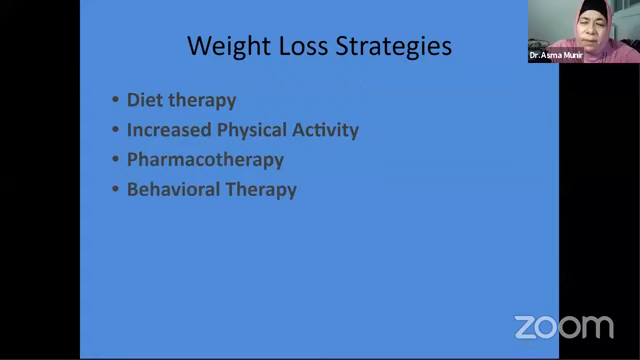 Weight Loss Strategies
Dr. Asma Munir
• Diet therapy
• Increased Physical Activity
• Pharmacotherapy
• Behavioral Therapy
zoom